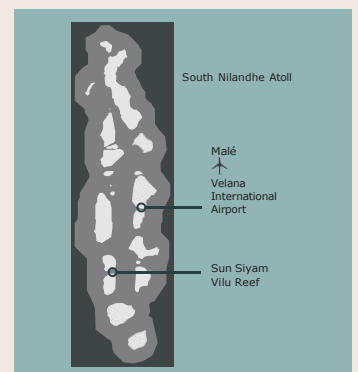 South Nilandhe Atoll
Malé
Velana
International
Airport
Sun Siyam
Vilu Reef